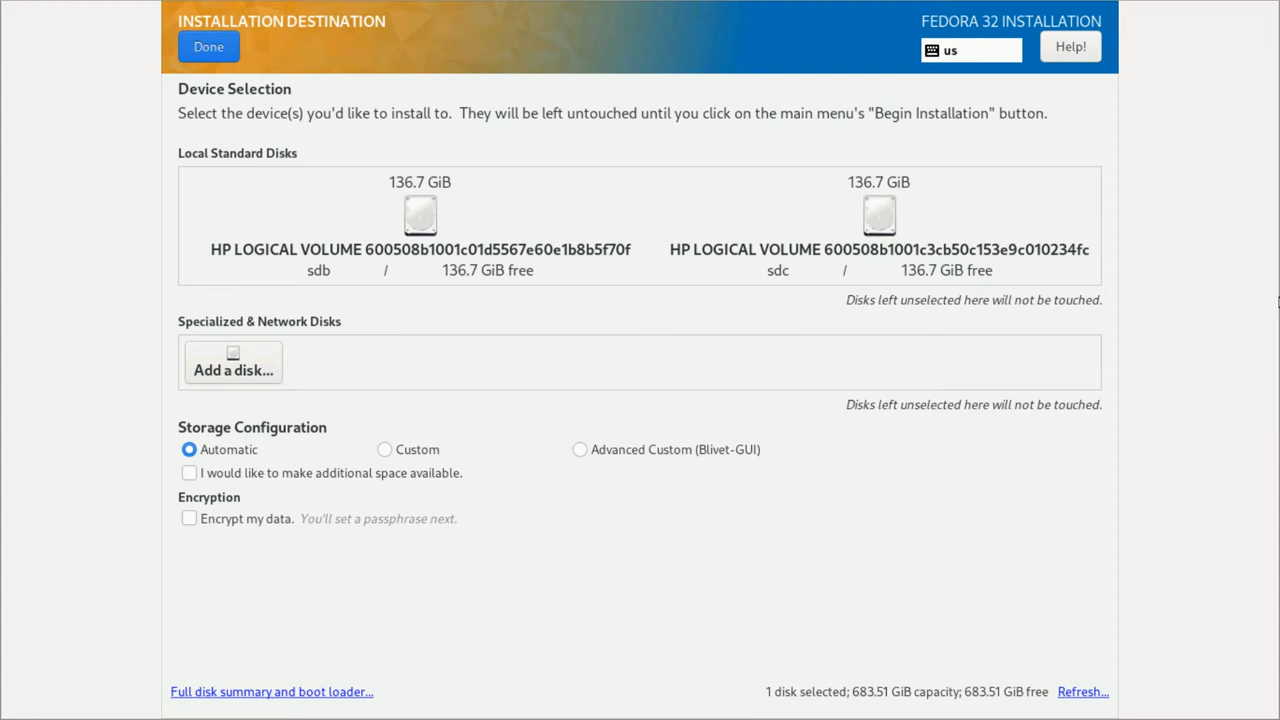 INSTALLATION DESTINATION
FEDORA 32 INSTALLATION
Done
us
Help!
Device Selection
Select the device(s) you'd like to install to. They will be left untouched until you click on the main menu's "Begin Installation" button.
Local Standard Disks
136.7 GiB
136.7 GiB
HP LOGICAL VOLUME 600508b1001c01d5567e60e1b8b5f70f
HP LOGICAL VOLUME 600508b1001c3cb50c153e9c010234fc
sdb / 136.7 GiB free
sdc / 136.7 GiB free
Disks left unselected here will not be touched.
Specialized & Network Disks
Add a disk...
Disks left unselected here will not be touched.
Storage Configuration
Automatic
Custom
Advanced Custom (Blivet-GUI)
I would like to make additional space available.
Encryption
Encrypt my data. You'll set a passphrase next.
Full disk summary and boot loader...
1 disk selected; 683.51 GiB capacity; 683.51 GiB free
Refresh...